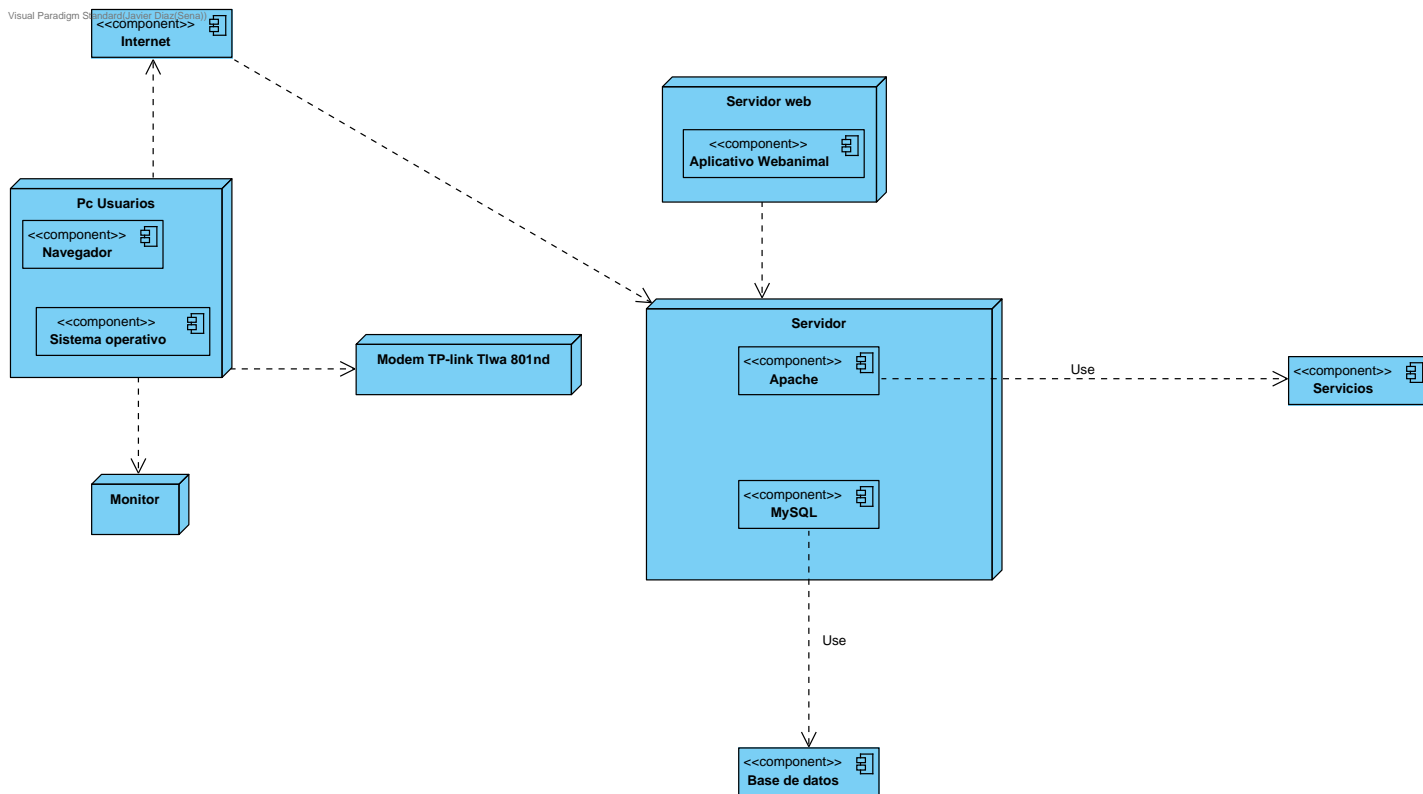 Visual Paradigm Standard(Javier Diaz(Sena))
<<component>>
Internet
Servidor web
<<component>>
Aplicativo Webanimal
Pc Usuarios
<<component>>
Navegador
<<component>>
Sistema operativo
Modem TP-link Tlwa 801nd
Monitor
Servidor
<<component>>
Apache
Use
<<component>>
Servicios
<<component>>
MySQL
Use
<<component>>
Base de datos